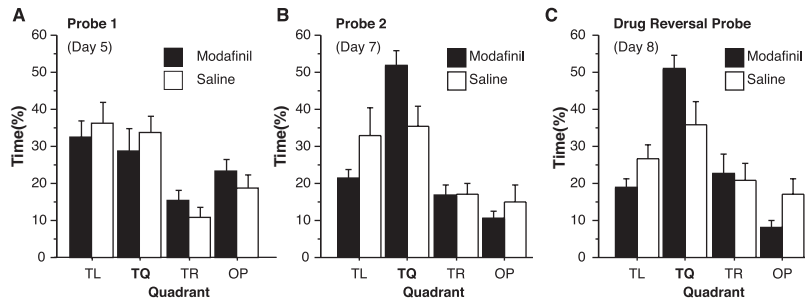 A
Probe 1
(Day 5)
Modafinil
Saline
Time(%)
60
50
40
30
20
10
0
TL TQ TR OP
Quadrant
B
Probe 2
(Day 7)
Modafinil
Saline
Time(%)
60
50
40
30
20
10
0
TL TQ TR OP
Quadrant
C
Drug Reversal Probe
(Day 8)
Modafinil
Saline
Time(%)
60
50
40
30
20
10
0
TL TQ TR OP
Quadrant